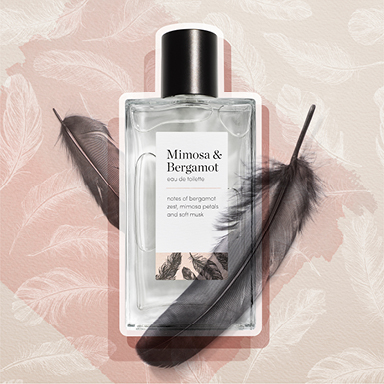 Mimosa &
Bergamot
eau de toilette
notes of bergamot
zest, mimosa petals
and soft musk